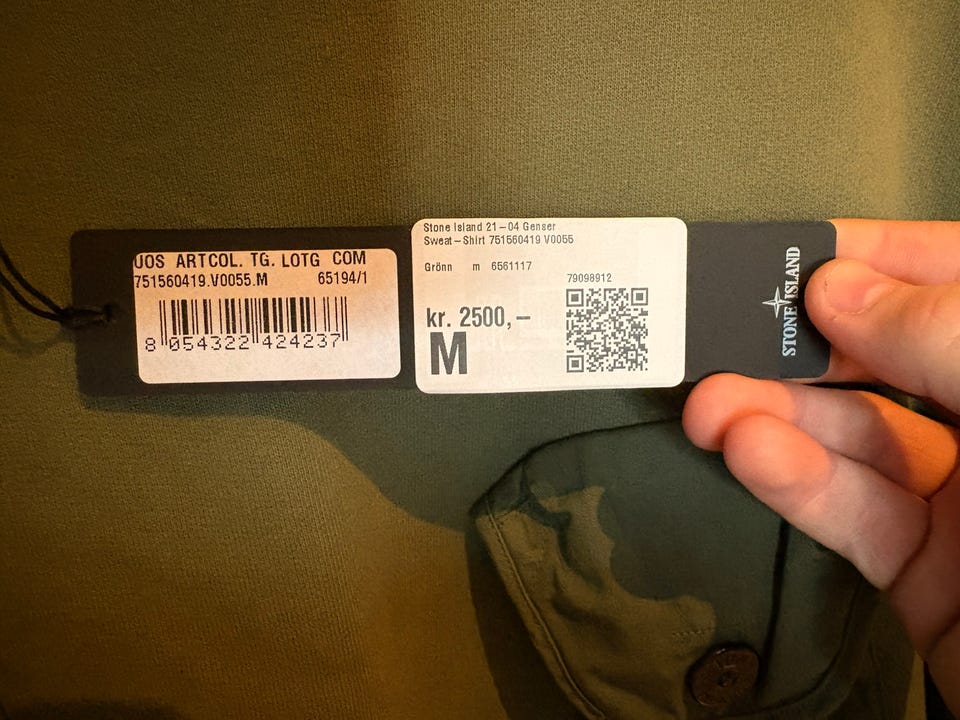 UOS ARTCOL. TG. LOTG COM
751560419.V0055.M 65194/1
8 054322 424237
Stone Island 21-04 Genser
Sweat-Shirt 751560419 V0055
Grönn m 6561117
79098912
kr. 2500,-
M
STONE ISLAND